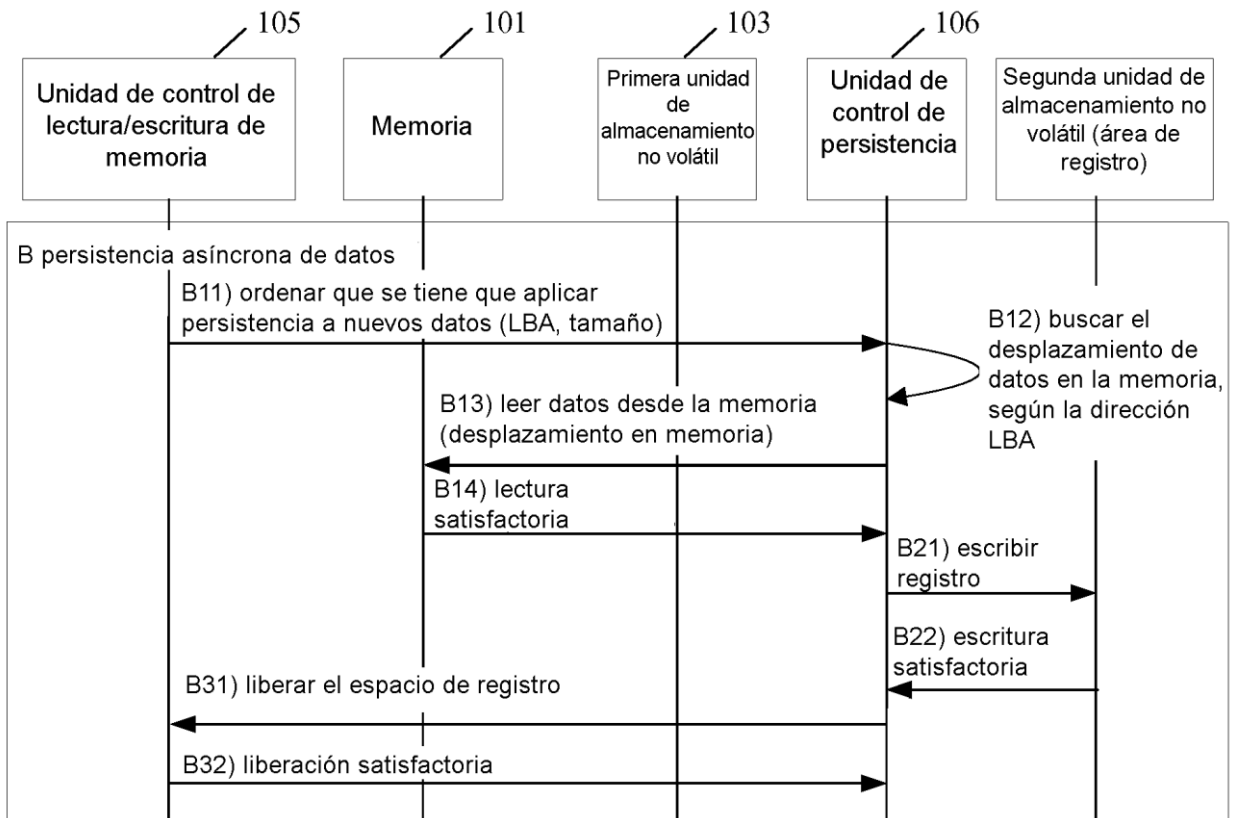 105
101
103
106
Unidad de control de
lectura/escritura de
memoria
Memoria
Primera unidad
de
almacenamiento
no volátil
Unidad de
control de
persistencia
Segunda unidad de
almacenamiento no
volátil (área de
registro)
B persistencia asíncrona de datos
B11) ordenar que se tiene que aplicar
persistencia a nuevos datos (LBA, tamaño)
B12) buscar el
desplazamiento de
datos en la memoria,
según la dirección
LBA
B13) leer datos desde la memoria
(desplazamiento en memoria)
B14) lectura
satisfactoria
B21) escribir
registro
B22) escritura
satisfactoria
B31) liberar el espacio de registro
B32) liberación satisfactoria